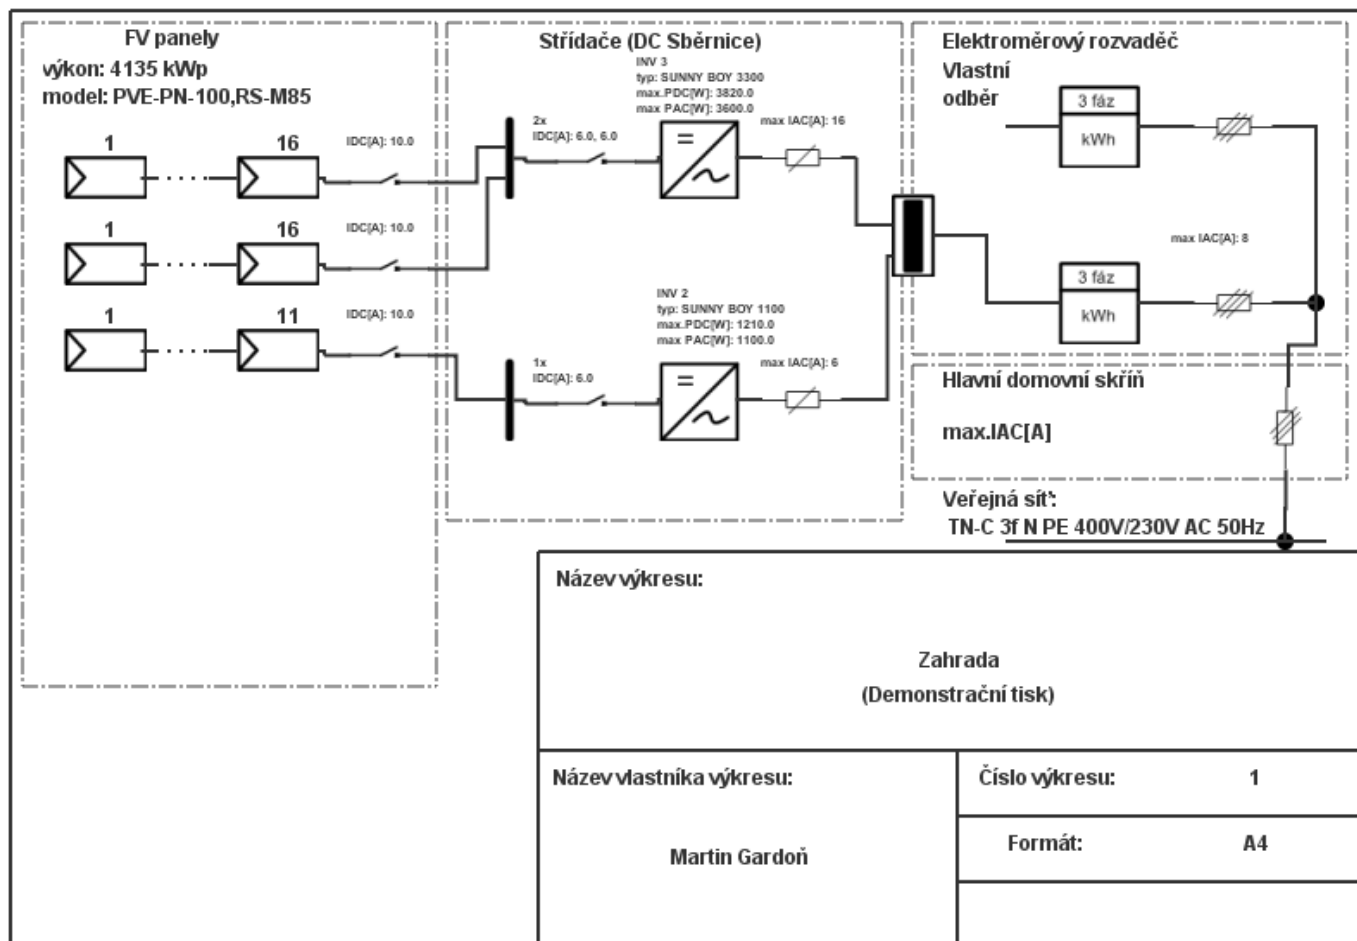 FV panely
výkon: 4135 kWp
model: PVE-PN-100,RS-M85
1
16
IDC[A]: 10.0
1
16
IDC[A]: 10.0
1
11
IDC[A]: 10.0
Střídače (DC Sběrnice)
INV 3
typ: SUNNY BOY 3300
max.PDC[W]: 3820.0
max PAC[W]: 3600.0
2x
IDC[A]: 6.0, 6.0
=
max IAC[A]: 16
INV 2
typ: SUNNY BOY 1100
max.PDC[W]: 1210.0
max PAC[W]: 1100.0
1x
IDC[A]: 6.0
=
max IAC[A]: 6
Elektroměrový rozvaděč
Vlastní
odběr
3 fáz
kWh
max IAC[A]: 8
3 fáz
kWh
Hlavní domovní skříň
max.IAC[A]
Veřejná síť:
TN-C 3f N PE 400V/230V AC 50Hz
Název výkresu:
Zahrada
(Demonstrační tisk)
Název vlastníka výkresu:
Martin Gardoň
Číslo výkresu: 1
Formát: A4